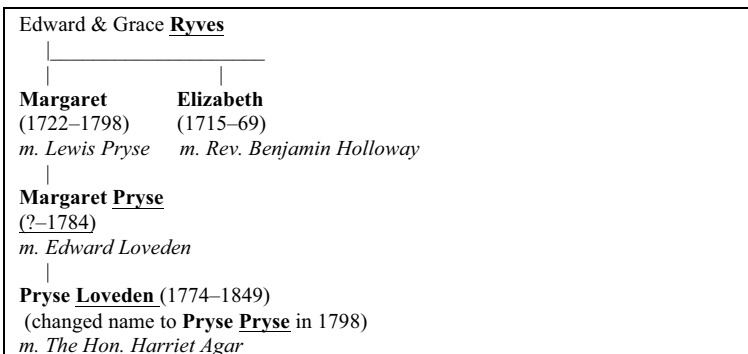 Edward & Grace Ryves
Margaret Elizabeth
(1722–1798) (1715–69)
m. Lewis Pryse m. Rev. Benjamin Holloway
Margaret Pryse
(?–1784)
m. Edward Loveden
Pryse Loveden (1774–1849)
(changed name to Pryse Pryse in 1798)
m. The Hon. Harriet Agar